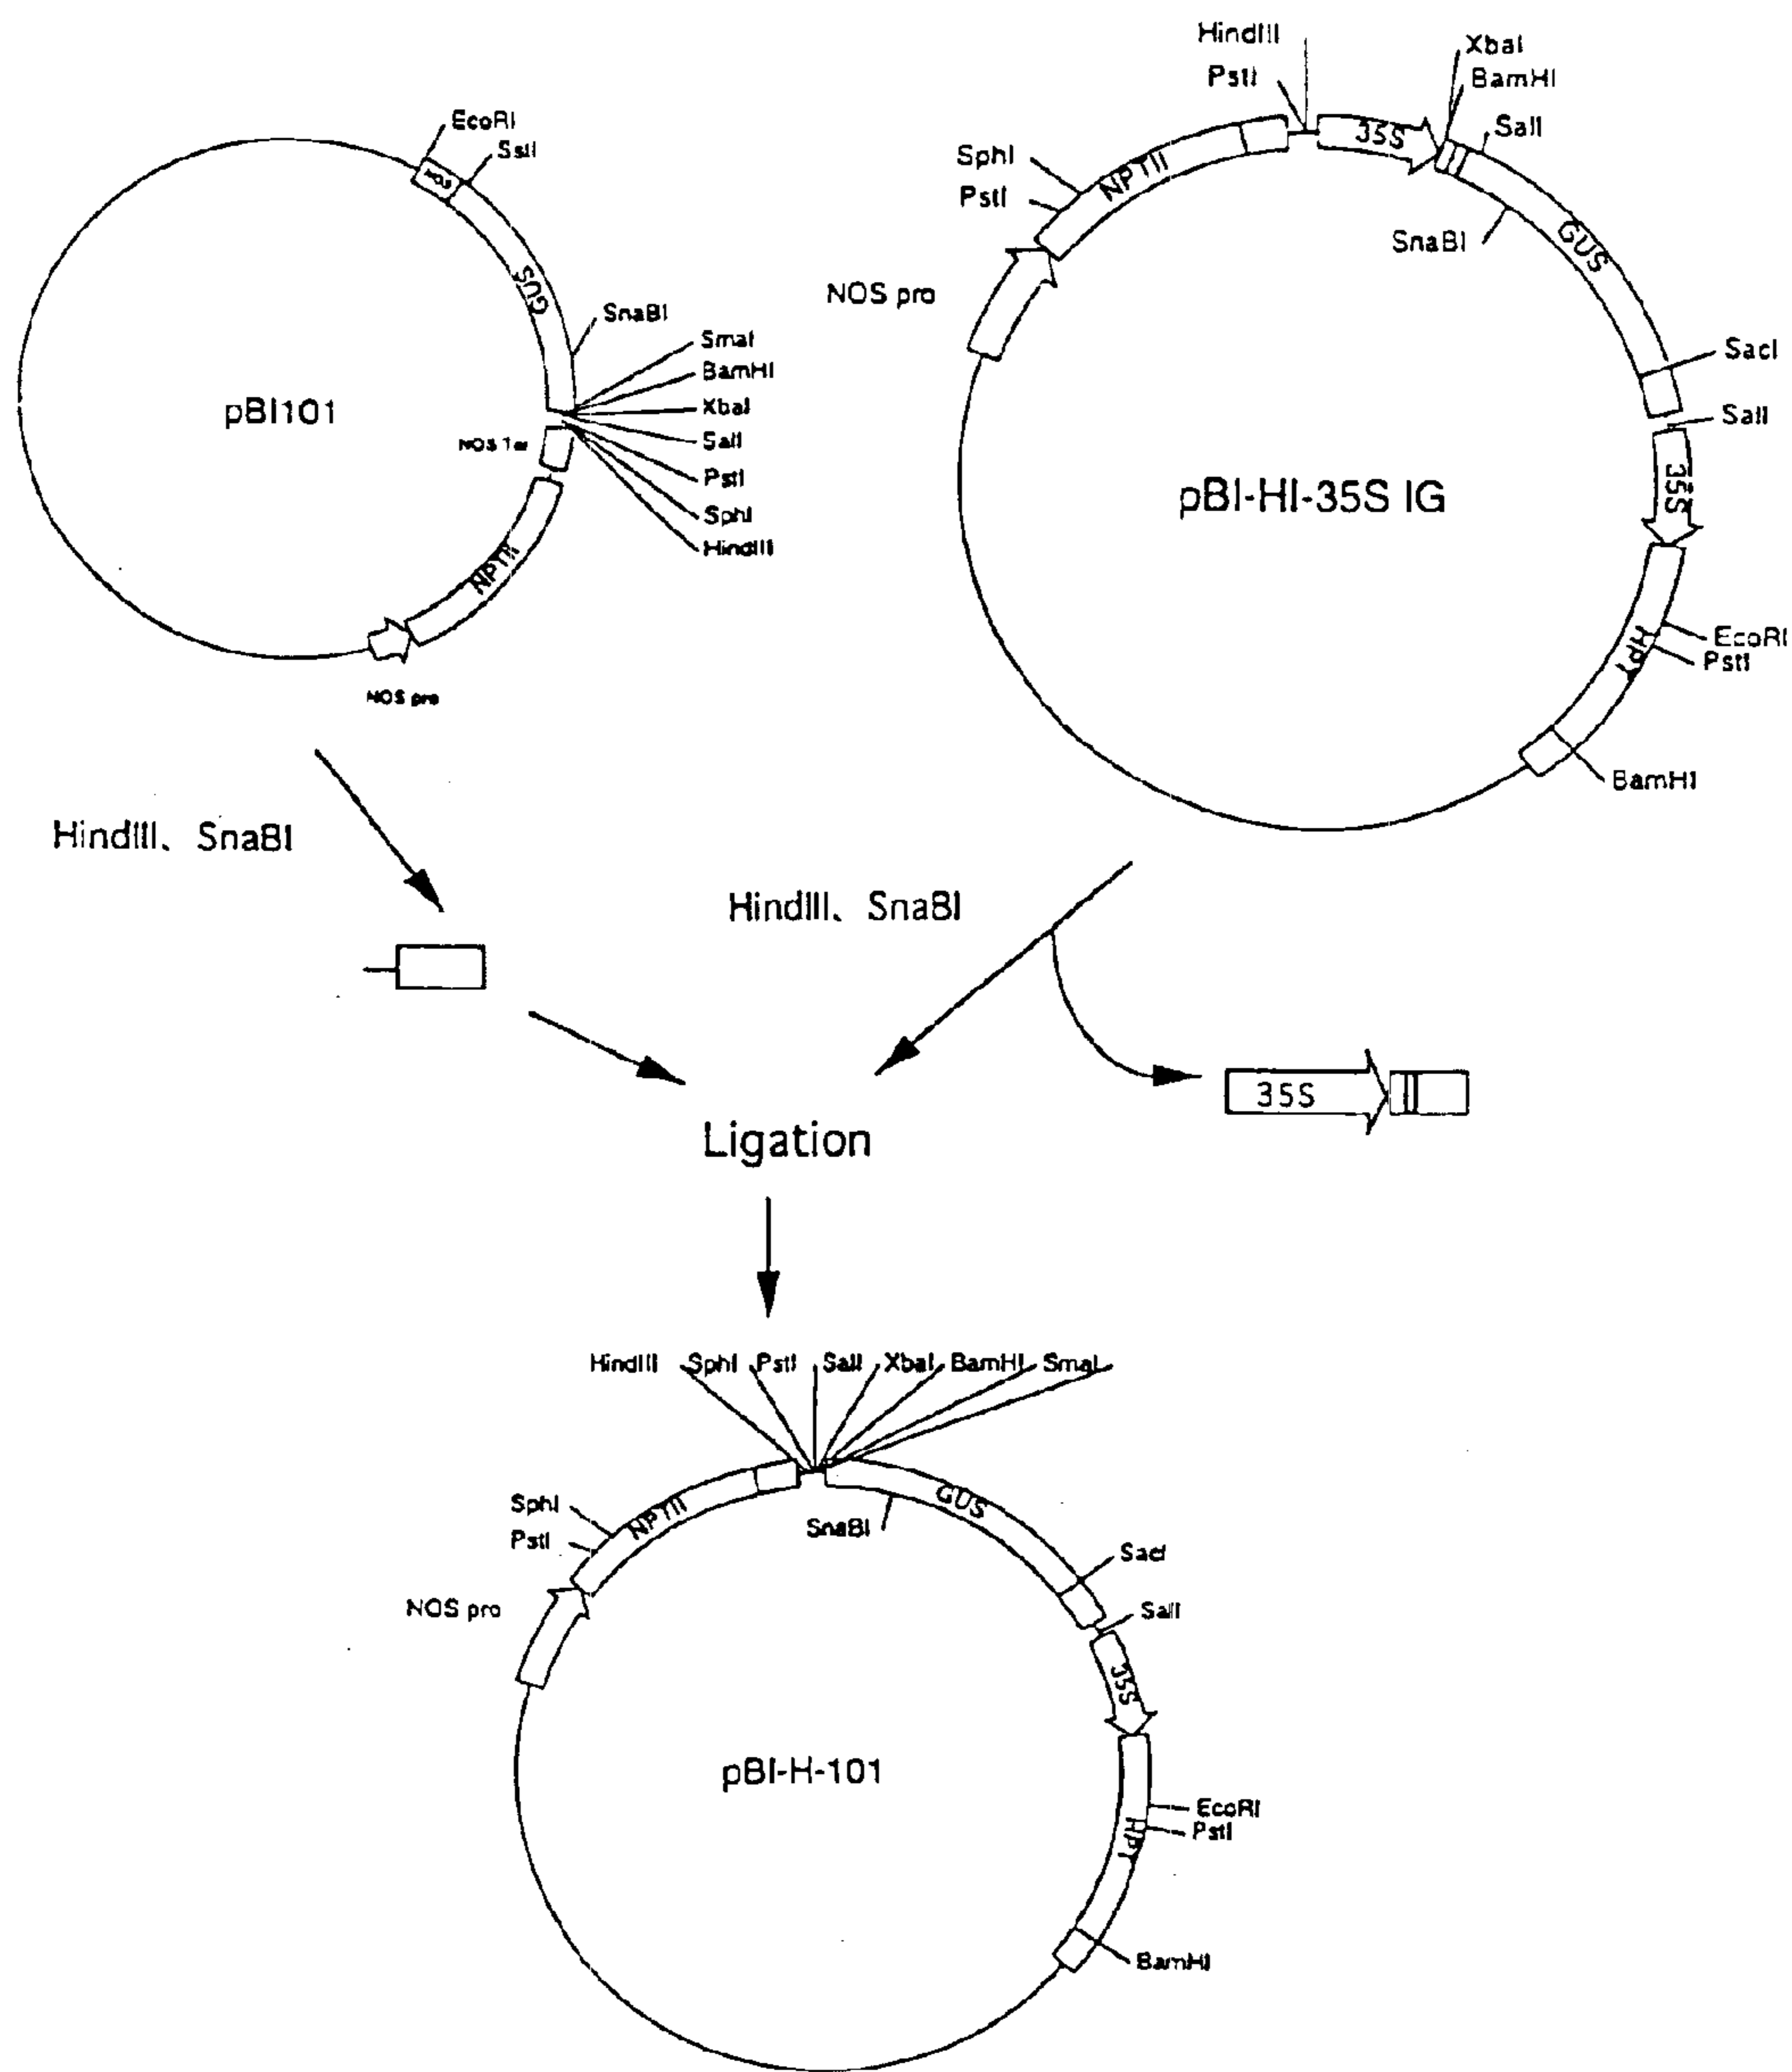 EcoRI
SstI
GUS
SnaBI
SmaI
BamHI
XbaI
SalI
PstI
SphI
HindIII
pBI101
NOS Ter
NPTII
NOS pro
HindIII
PstI
XbaI
BamHI
SalI
35S
SphI
PstI
NPTII
SnaBI
GUS
NOS pro
SacI
SalI
pBI-HI-35S IG
35S
EcoRI
PstI
HPT
BamHI
HindIII、SnaBI
HindIII、SnaBI
35S
Ligation
HindIII SphI PstI SalI XbaI BamHI SmaI
SphI
PstI
NPTII
GUS
SnaBI
SacI
NOS pro
SalI
35S
pBI-H-101
EcoRI
PstI
HPT
BamHI